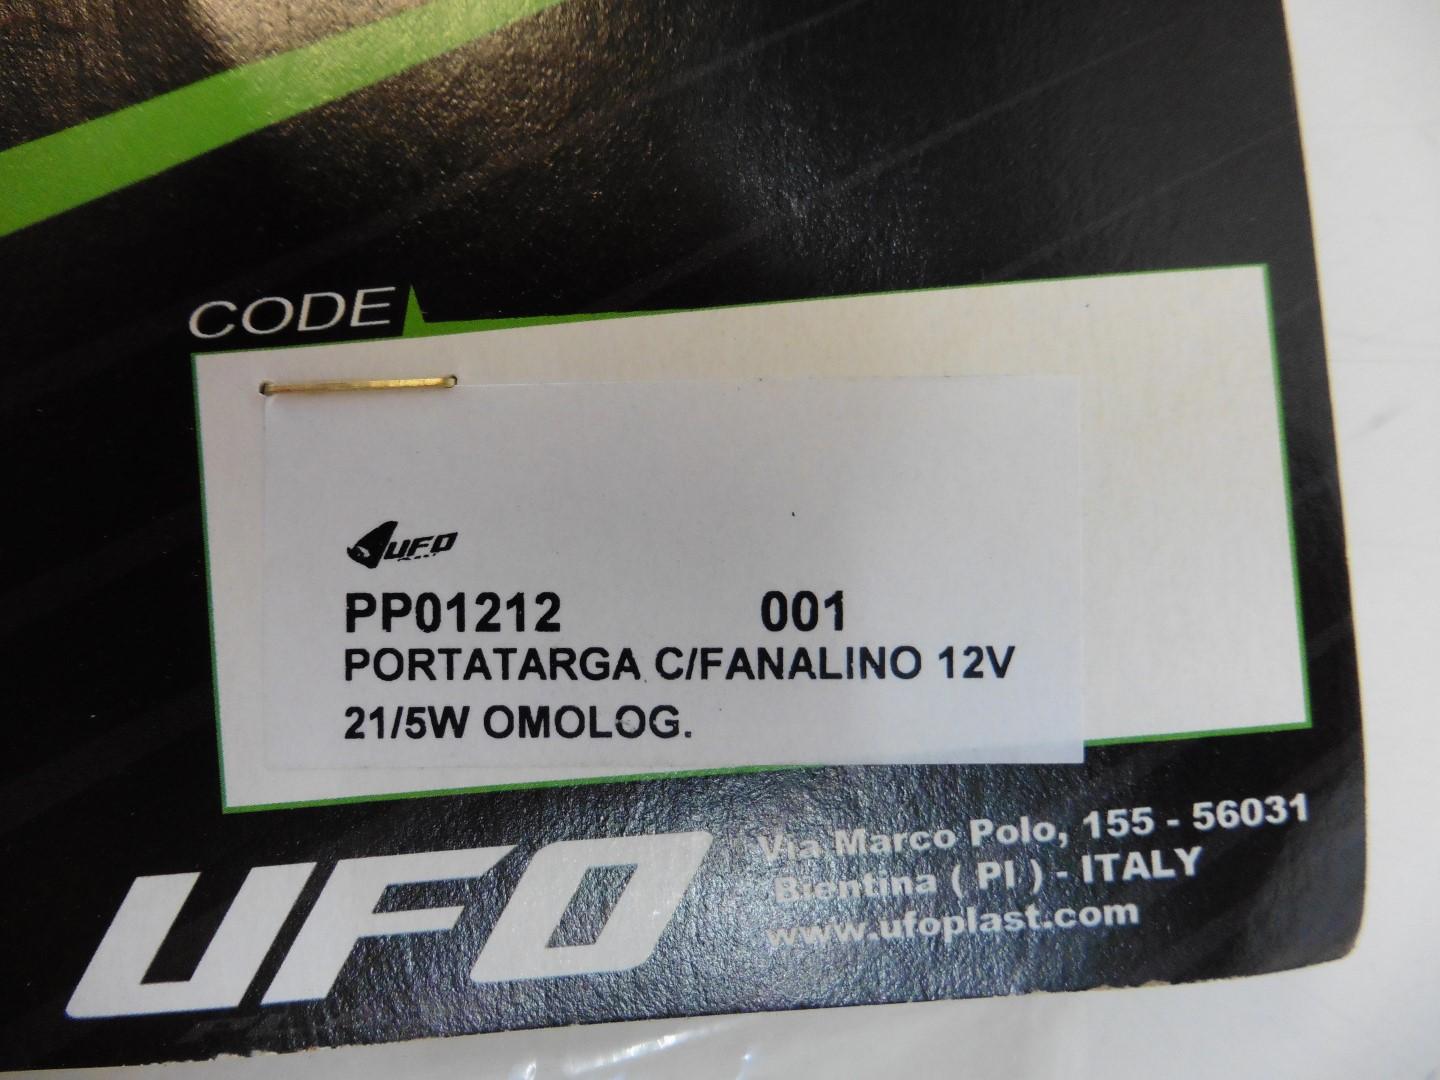 CODE
UFO
PP01212 001
PORTATARGA C/FANALINO 12V
21/5W OMOLOG.
UFO
Via Marco Polo, 155 - 56031
Bientina ( PI ) - ITALY
www.ufoplast.com